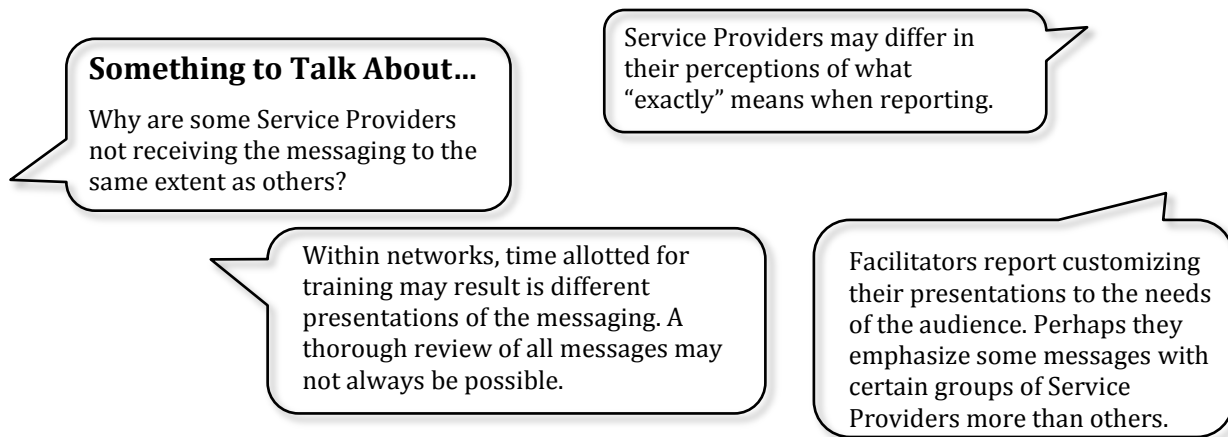 Something to Talk About…
Why are some Service Providers
not receiving the messaging to the
same extent as others?
Service Providers may differ in
their perceptions of what
“exactly” means when reporting.
Within networks, time allotted for
training may result is different
presentations of the messaging. A
thorough review of all messages may
not always be possible.
Facilitators report customizing
their presentations to the needs
of the audience. Perhaps they
emphasize some messages with
certain groups of Service
Providers more than others.